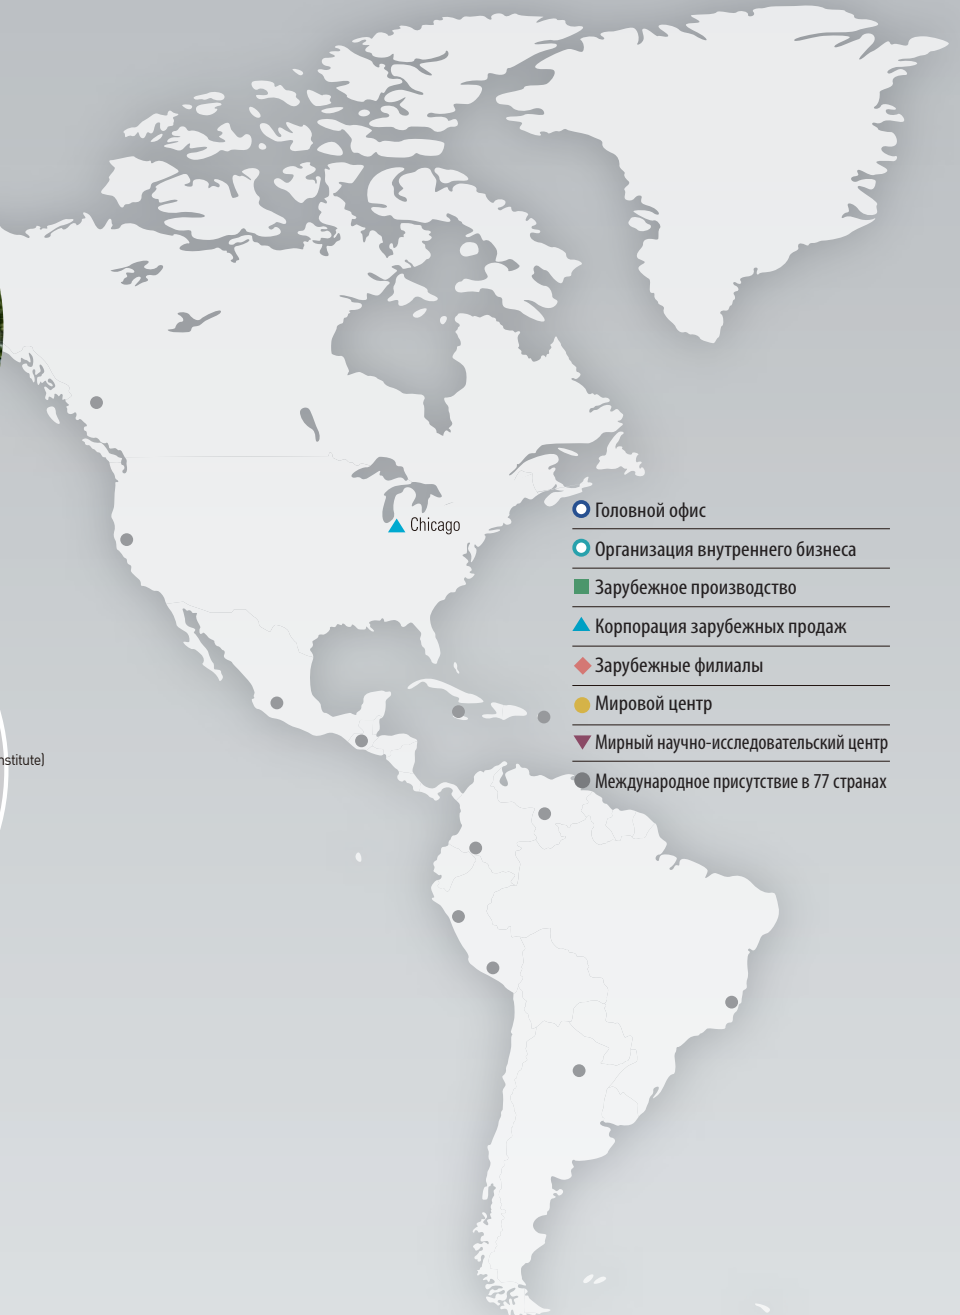 Chicago
Головной офис
Организация внутреннего бизнеса
Зарубежное производство
Корпорация зарубежных продаж
Зарубежные филиалы
Мировой центр
Мирный научно-исследовательский центр
nstitute)
Международное присутствие в 77 странах